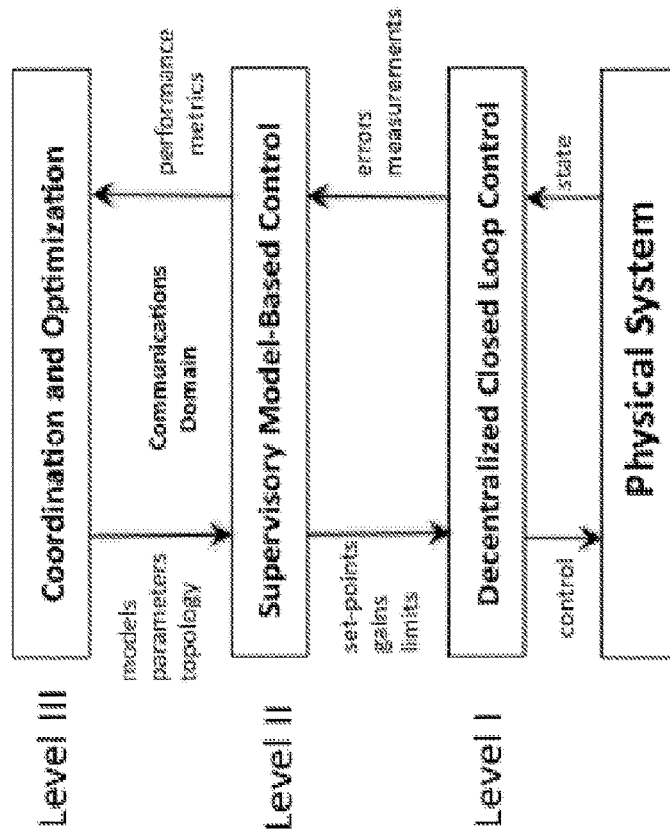 Level III
Coordination and Optimization
models
parameters
topology
Communications
Domain
performance
metrics
Level II
Supervisory Model-Based Control
set-points
gains
limits
errors
measurements
Level I
Decentralized Closed Loop Control
control
state
Physical System